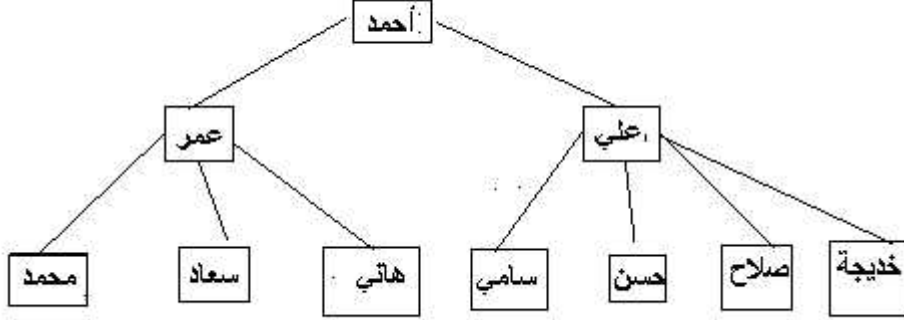 أحمد
علي
عمر
خديجة
صلاح
حسن
سامي
هاني
سعاد
محمد